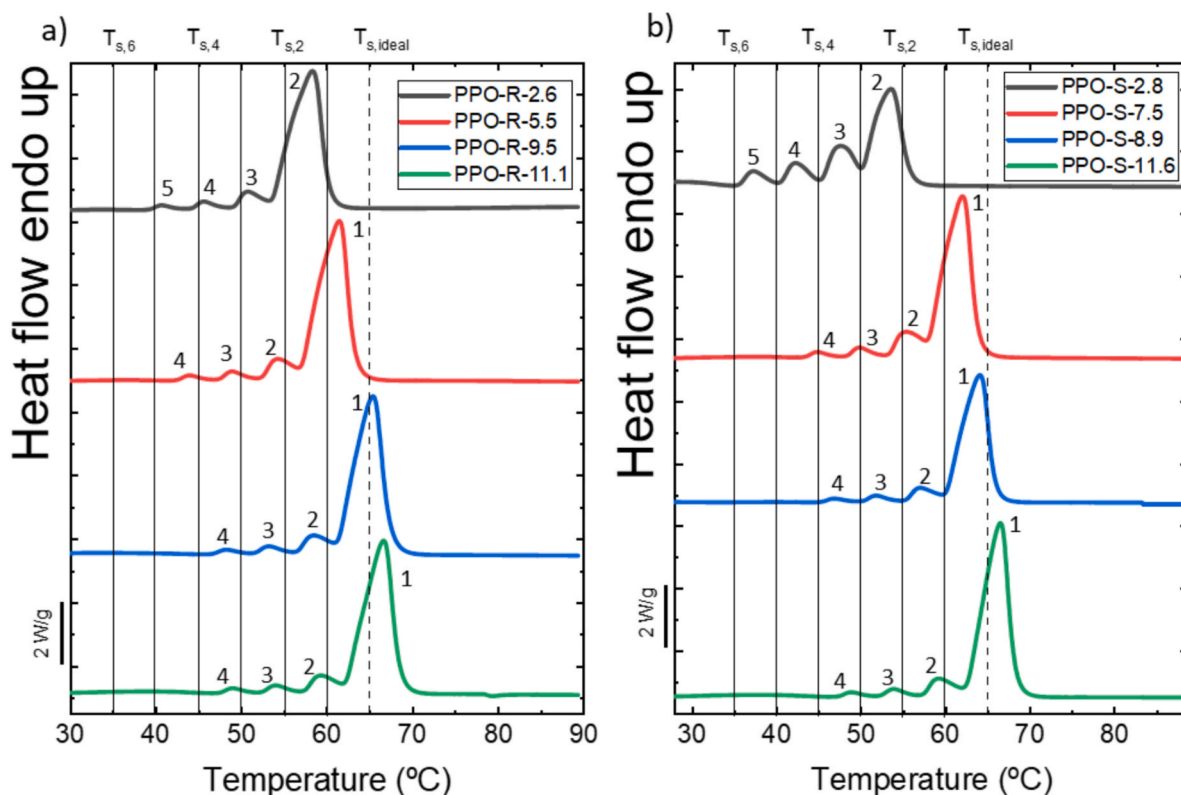 a)
T_s,6 T_s,4 T_s,2 T_s,ideal
Heat flow endo up
PPO-R-2.6
PPO-R-5.5
PPO-R-9.5
PPO-R-11.1
5 4 3 2
4 3 2 1
4 3 2 1
4 3 2 1
2 W/g
30 40 50 60 70 80 90
Temperature (ºC)
b)
T_s,6 T_s,4 T_s,2 T_s,ideal
Heat flow endo up
PPO-S-2.8
PPO-S-7.5
PPO-S-8.9
PPO-S-11.6
5 4 3 2
4 3 2 1
4 3 2 1
4 3 2 1
2 W/g
30 40 50 60 70 80
Temperature (ºC)